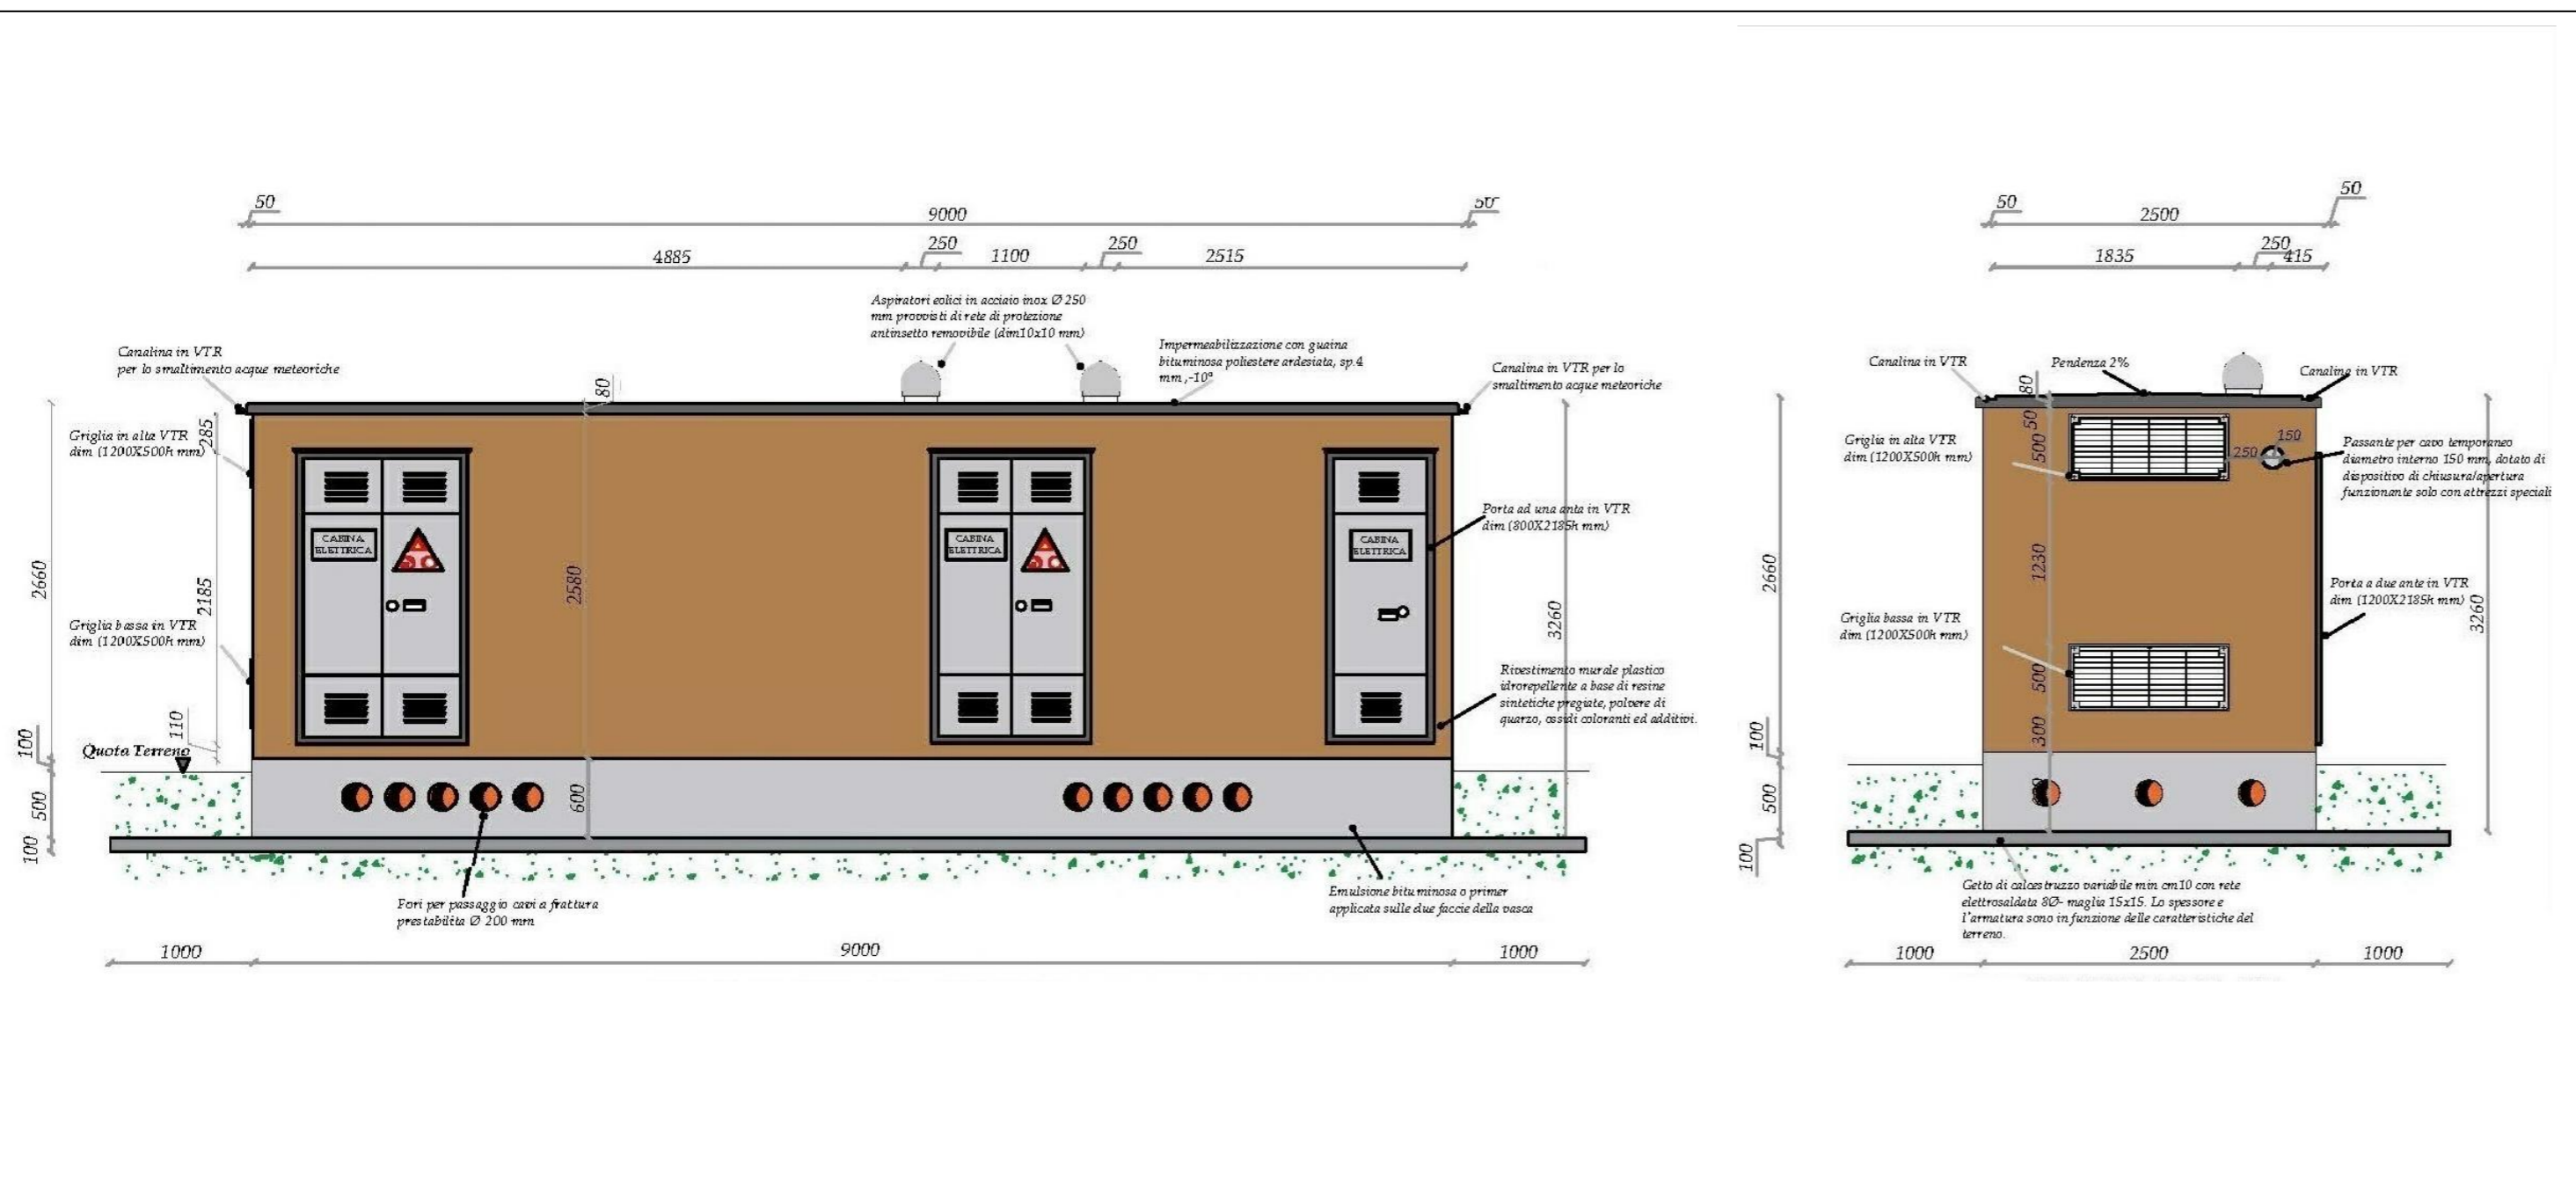 50
9000
50
4885
250
1100
250
2515
Aspiratori eolici in acciaio inox Ø 250
mm provvisti di rete di protezione
antinsetto removibile (dim10x10 mm)
Impermeabilizzazione con guaina
bituminosa poliestere ardesiata, sp.4
mm ,-10°
Canalina in VTR
per lo smaltimento acque meteoriche
Canalina in VTR per lo
smaltimento acque meteoriche
80
285
Griglia in alta VTR
dim (1200X500h mm)
CABINA
ELETTRICA
CABINA
ELETTRICA
CABINA
ELETTRICA
Porta ad una anta in VTR
dim (800X2185h mm)
2660
2185
2580
3260
Griglia bassa in VTR
dim (1200X500h mm)
Rivestimento murale plastico
idrorepellente a base di resine
sintetiche pregiate, polvere di
quarzo, ossidi coloranti ed additivi.
110
100
Quota Terreno
500
600
100
Fori per passaggio cavi a frattura
prestabilita Ø 200 mm
Emulsione bituminosa o primer
applicata sulle due faccie della vasca
1000
9000
1000
50
2500
50
1835
250
415
Canalina in VTR
Pendenza 2%
Canalina in VTR
80
50
500
Griglia in alta VTR
dim (1200X500h mm)
150
250
Passante per cavo temporaneo
diametro interno 150 mm, dotato di
dispositivo di chiusura/apertura
funzionante solo con attrezzi speciali
2660
1230
Porta a due ante in VTR
dim (1200X2185h mm)
3260
Griglia bassa in VTR
dim (1200X500h mm)
500
300
100
500
100
Getto di calcestruzzo variabile min cm10 con rete
elettrosaldata 8Ø- maglia 15x15. Lo spessore e
l'armatura sono in funzione delle caratteristiche del
terreno.
1000
2500
1000